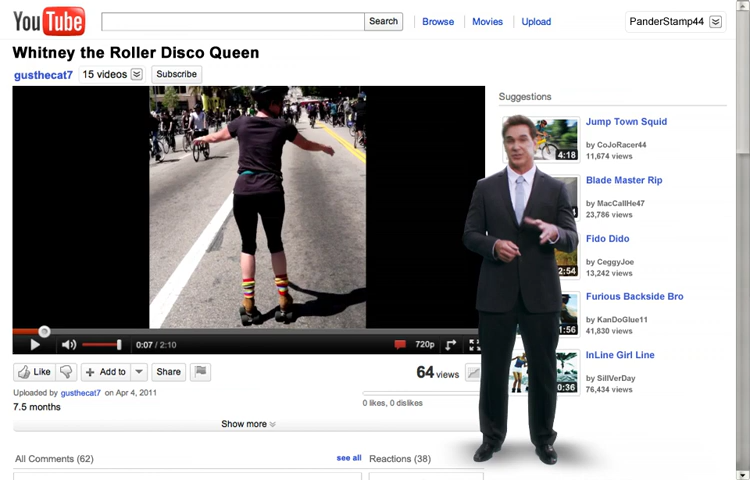 YouTube
Search
Browse
Movies
Upload
PanderStamp44
Whitney the Roller Disco Queen
gusthecat7
15 videos
Subscribe
Suggestions
4:18
Jump Town Squid
by CoJoRacer44
11,674 views
Blade Master Rip
by MacCallHe47
23,786 views
2:54
Fido Dido
by CeggyJoe
13,242 views
1:56
Furious Backside Bro
by KanDoGlue11
41,830 views
0:36
InLine Girl Line
by SillVerDay
76,434 views
0:07 / 2:10
720p
Like
Add to
Share
64 views
Uploaded by gusthecat7 on Apr 4, 2011
7.5 months
0 likes, 0 dislikes
Show more
All Comments (62)
see all
Reactions (38)